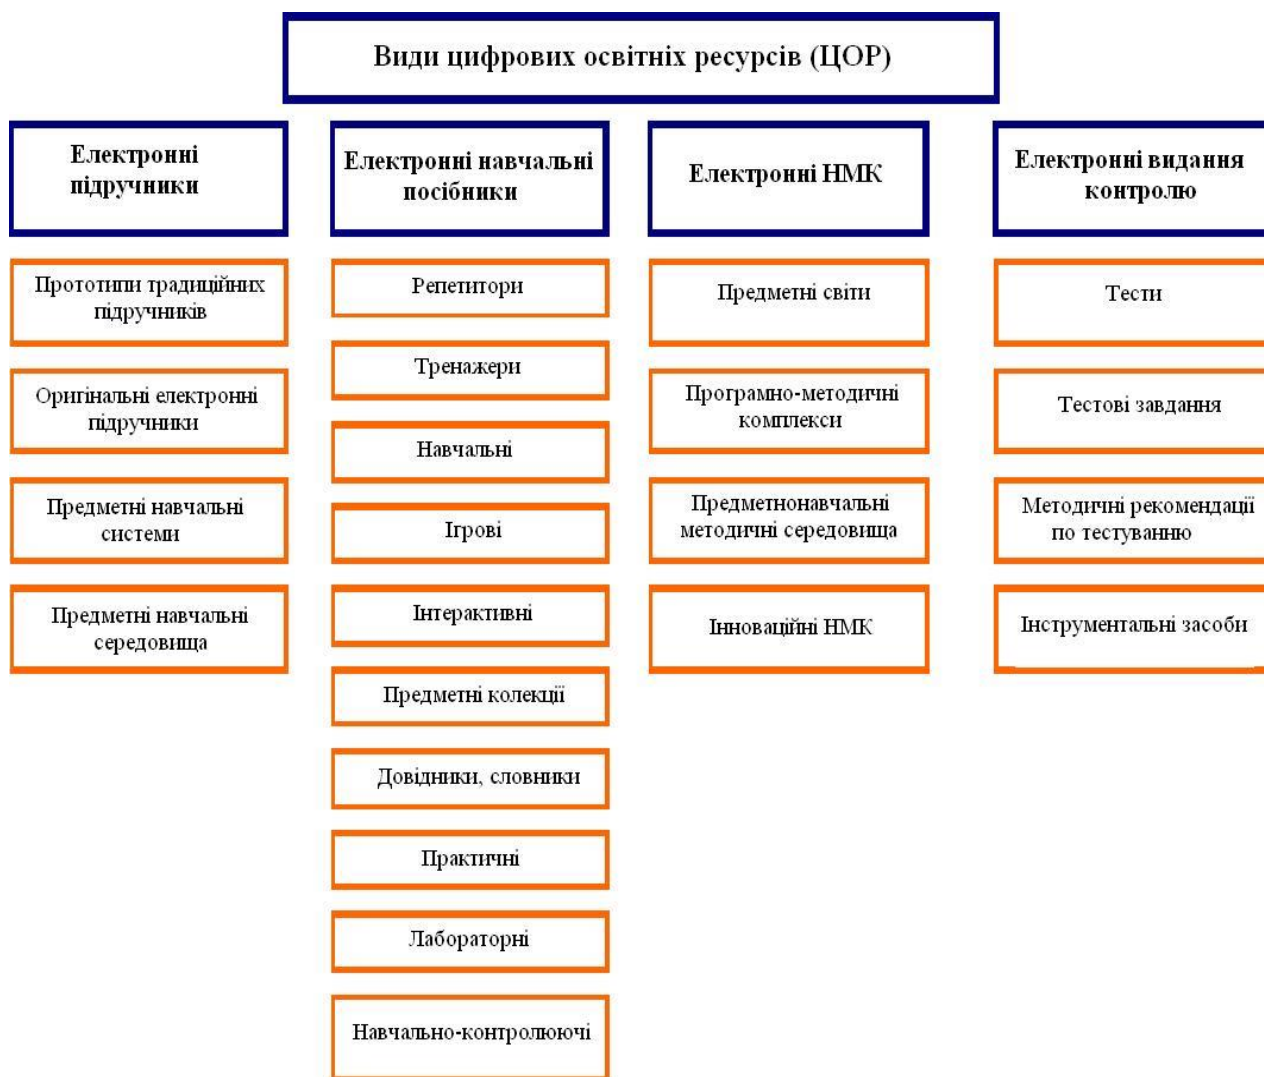 Види цифрових освітніх ресурсів (ЦОР)
Електронні
підручники
Прототипи традиційних
підручників
Оригінальні електронні
підручники
Предметні навчальні
системи
Предметні навчальні
середовища
Електронні навчальні
посібники
Репетитори
Тренажери
Навчальні
Ігрові
Інтерактивні
Предметні колекції
Довідники, словники
Практичні
Лабораторні
Навчально-контролюючі
Електронні НМК
Предметні світи
Програмно-методичні
комплекси
Предметнонавчальні
методичні середовища
Інноваційні НМК
Електронні видання
контролю
Тести
Тестові завдання
Методичні рекомендації
по тестуванню
Інструментальні засоби